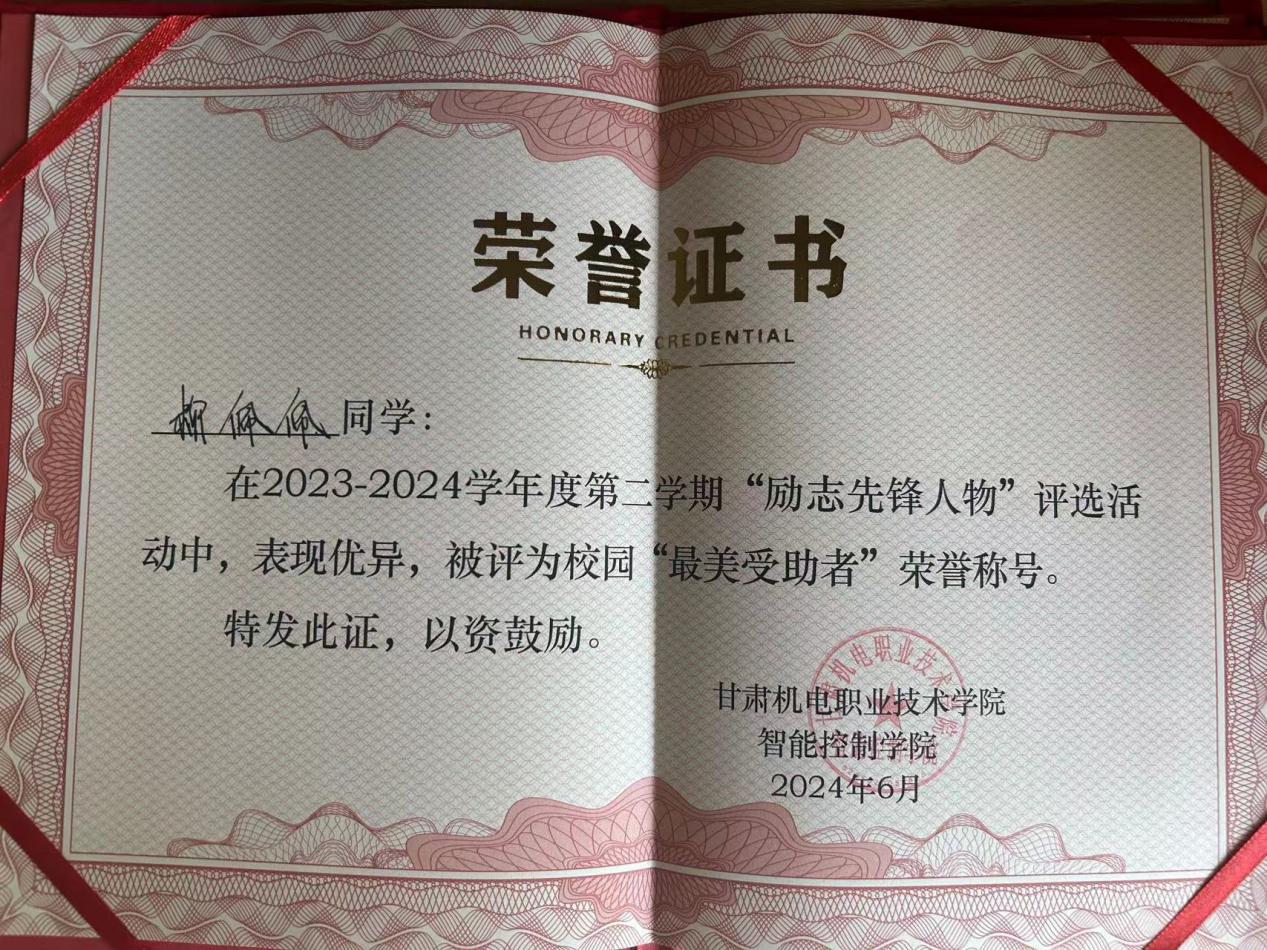 荣誉证书
HONORARY CREDENTIAL
柳佩佩同学：
在2023-2024学年度第二学期“励志先锋人物”评选活
动中，表现优异，被评为校园“最美受助者”荣誉称号。
特发此证，以资鼓励。
甘肃机电职业技术学院
智能控制学院
2024年6月